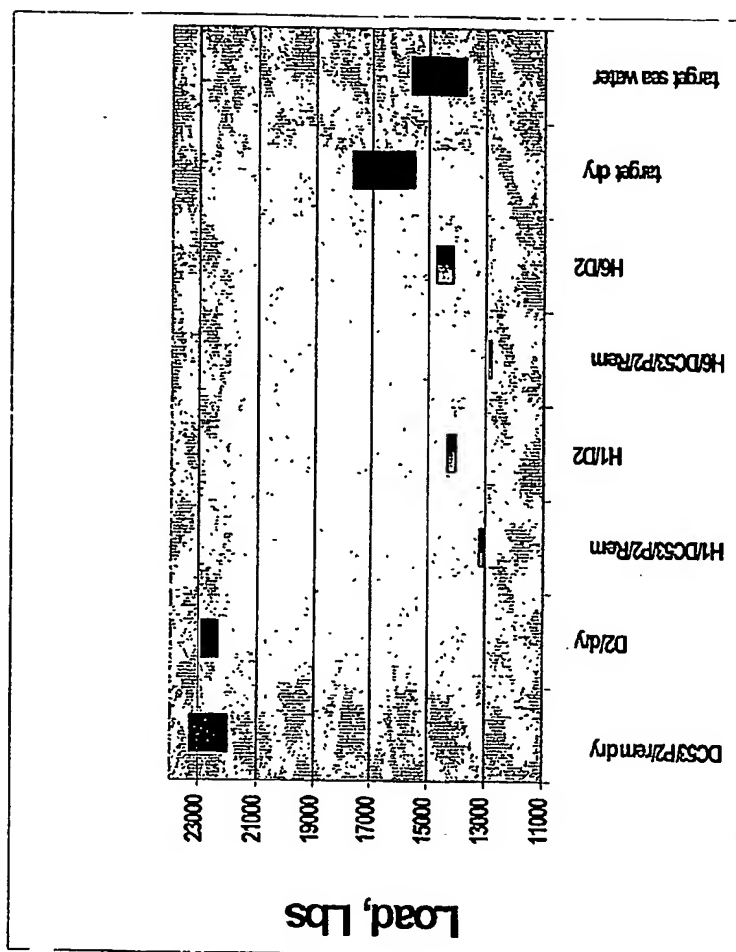 Load, Lbs
23000
21000
19000
17000
15000
13000
11000
DC53/P2/rem dry
D2/dry
H1/DC53/P2/Rem
H1/D2
H6/DC53/P2/Rem
H6/D2
target dry
target sea water